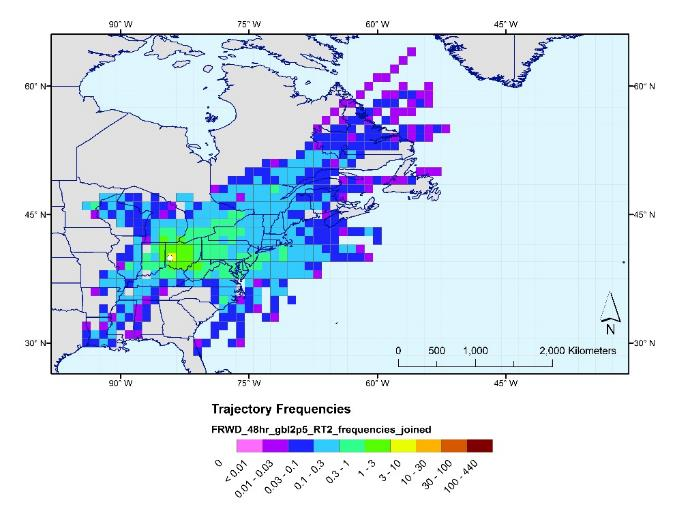 90° W 75° W 60° W 45° W
60° N 60° N
45° N 45° N
30° N 30° N
N
0 500 1,000 2,000 Kilometers
90° W 75° W 60° W 45° W
Trajectory Frequencies
FRWD_48hr_gbl2p5_RT2_frequencies_joined
0 < 0.01 0.01 - 0.03 0.03 - 0.1 0.1 - 0.3 0.3 - 1 1 - 3 3 - 10 10 - 30 30 - 100 100 - 440